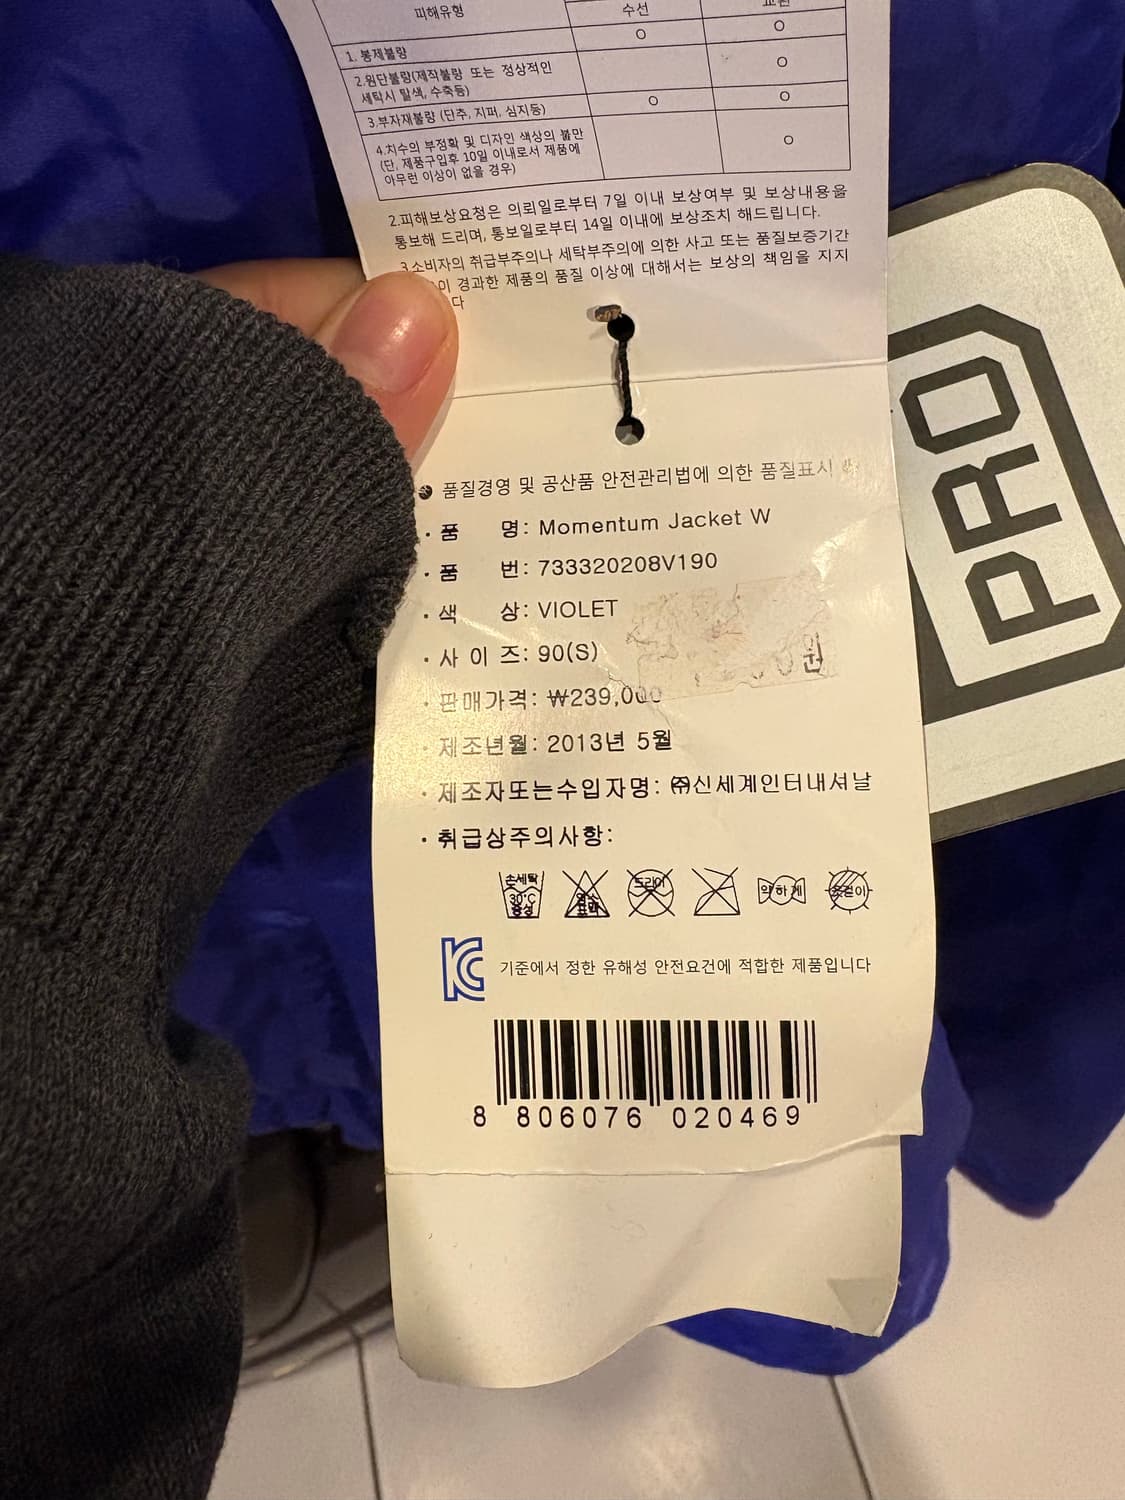 피해유형
수선
교환
1. 봉제불량
O
O
2.원단불량(제작불량 또는 정상적인
세탁시 탈색, 수축등)
O
3.부자재불량 (단추, 지퍼, 심지등)
O
O
4.치수의 부정확 및 디자인 색상의 불만
(단, 제품구입후 10일 이내로서 제품에
아무런 이상이 없을 경우)
O
2.피해보상요청은 의뢰일로부터 7일 이내 보상여부 및 보상내용을
통보해 드리며, 통보일로부터 14일 이내에 보상조치 해드립니다.
3.소비자의 취급부주의나 세탁부주의에 의한 사고 또는 품질보증기간
이 경과한 제품의 품질 이상에 대해서는 보상의 책임을 지지
다
● 품질경영 및 공산품 안전관리법에 의한 품질표시
· 품 명: Momentum Jacket W
· 품 번: 733320208V190
· 색 상: VIOLET
· 사 이 즈: 90(S)
원
· 판매가격: ₩239,000
· 제조년월: 2013년 5월
· 제조자또는수입자명: ㈜신세계인터내셔날
· 취급상주의사항:
손세탁 30°C 중성
염소 표백
드라이
약하게
옷걸이
KC 기준에서 정한 유해성 안전요건에 적합한 제품입니다
8 806076 020469
PRO